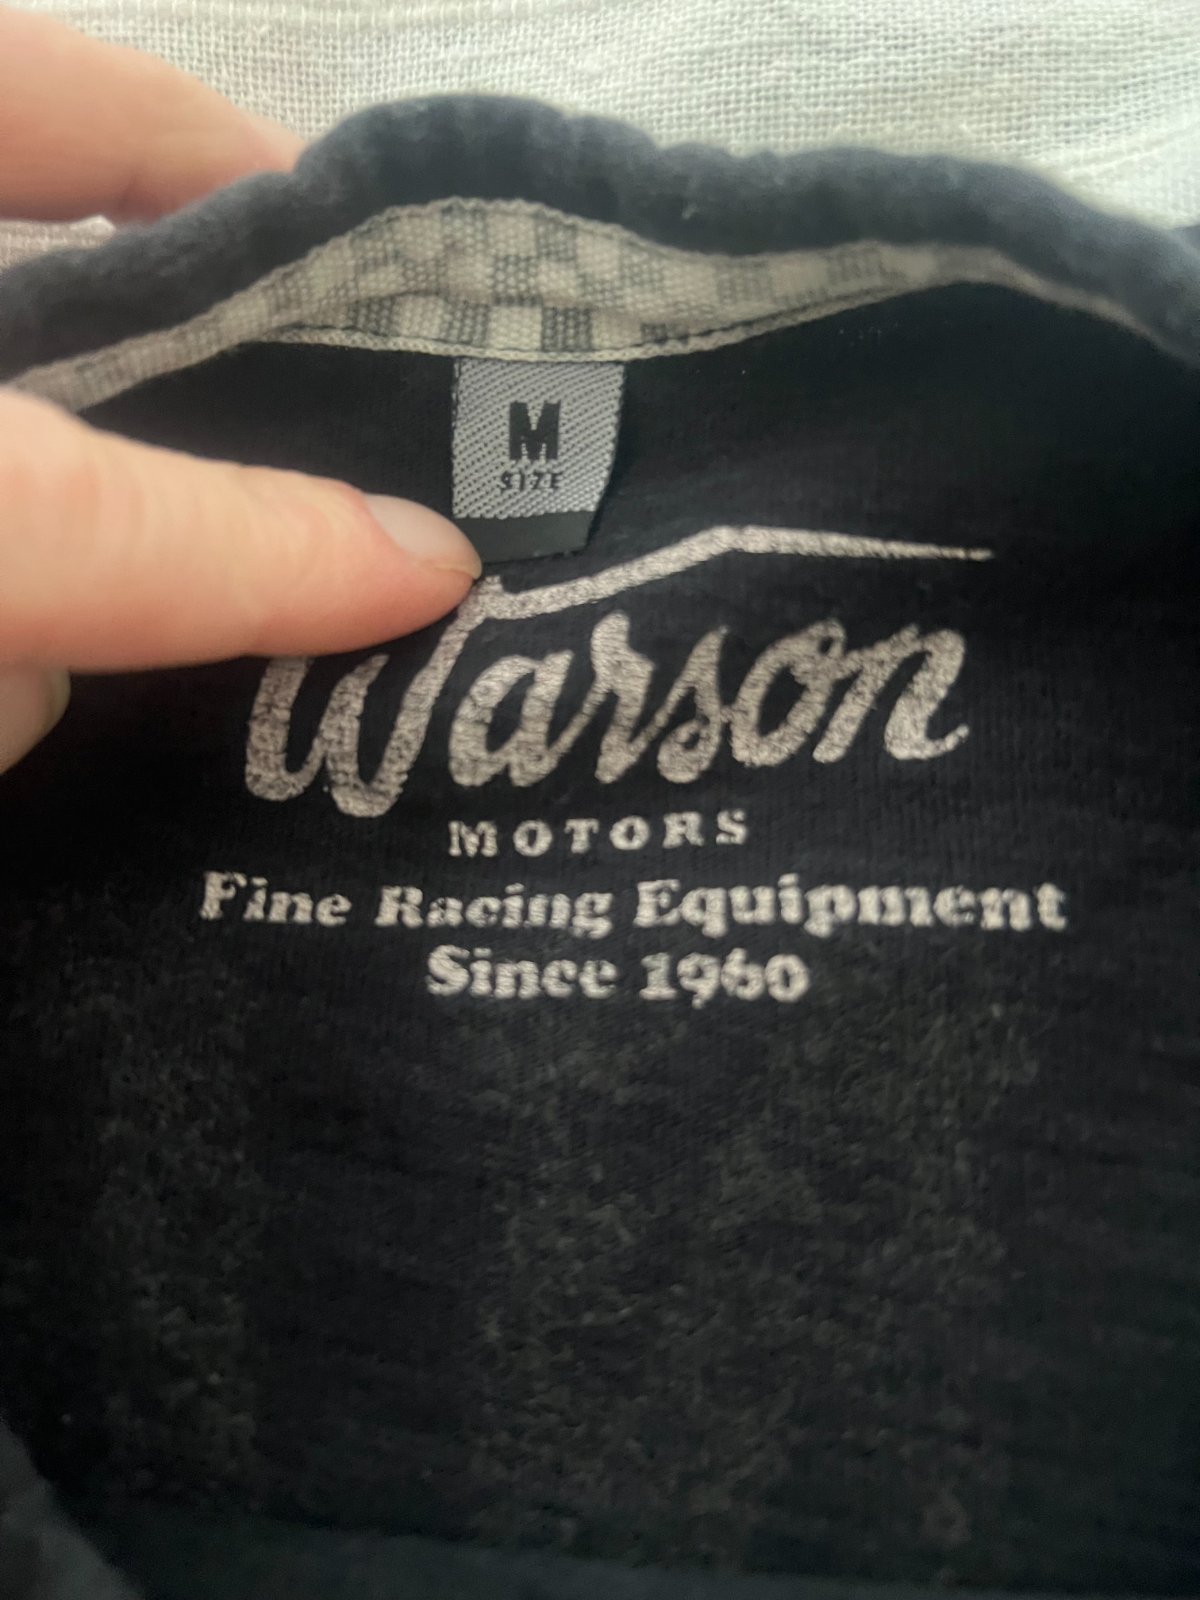 M
SIZE
Warson
MOTORS
Fine Racing Equipment
Since 1960